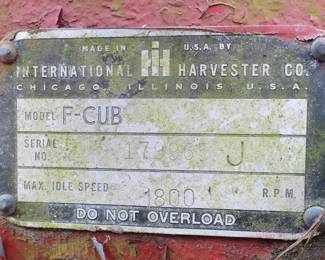 MADE IN U.S.A. BY
INTERNATIONAL IH HARVESTER CO.
CHICAGO, ILLINOIS U.S.A.
MODEL F-CUB
SERIAL NO. J
MAX. IDLE SPEED 1800 R.P.M.
DO NOT OVERLOAD